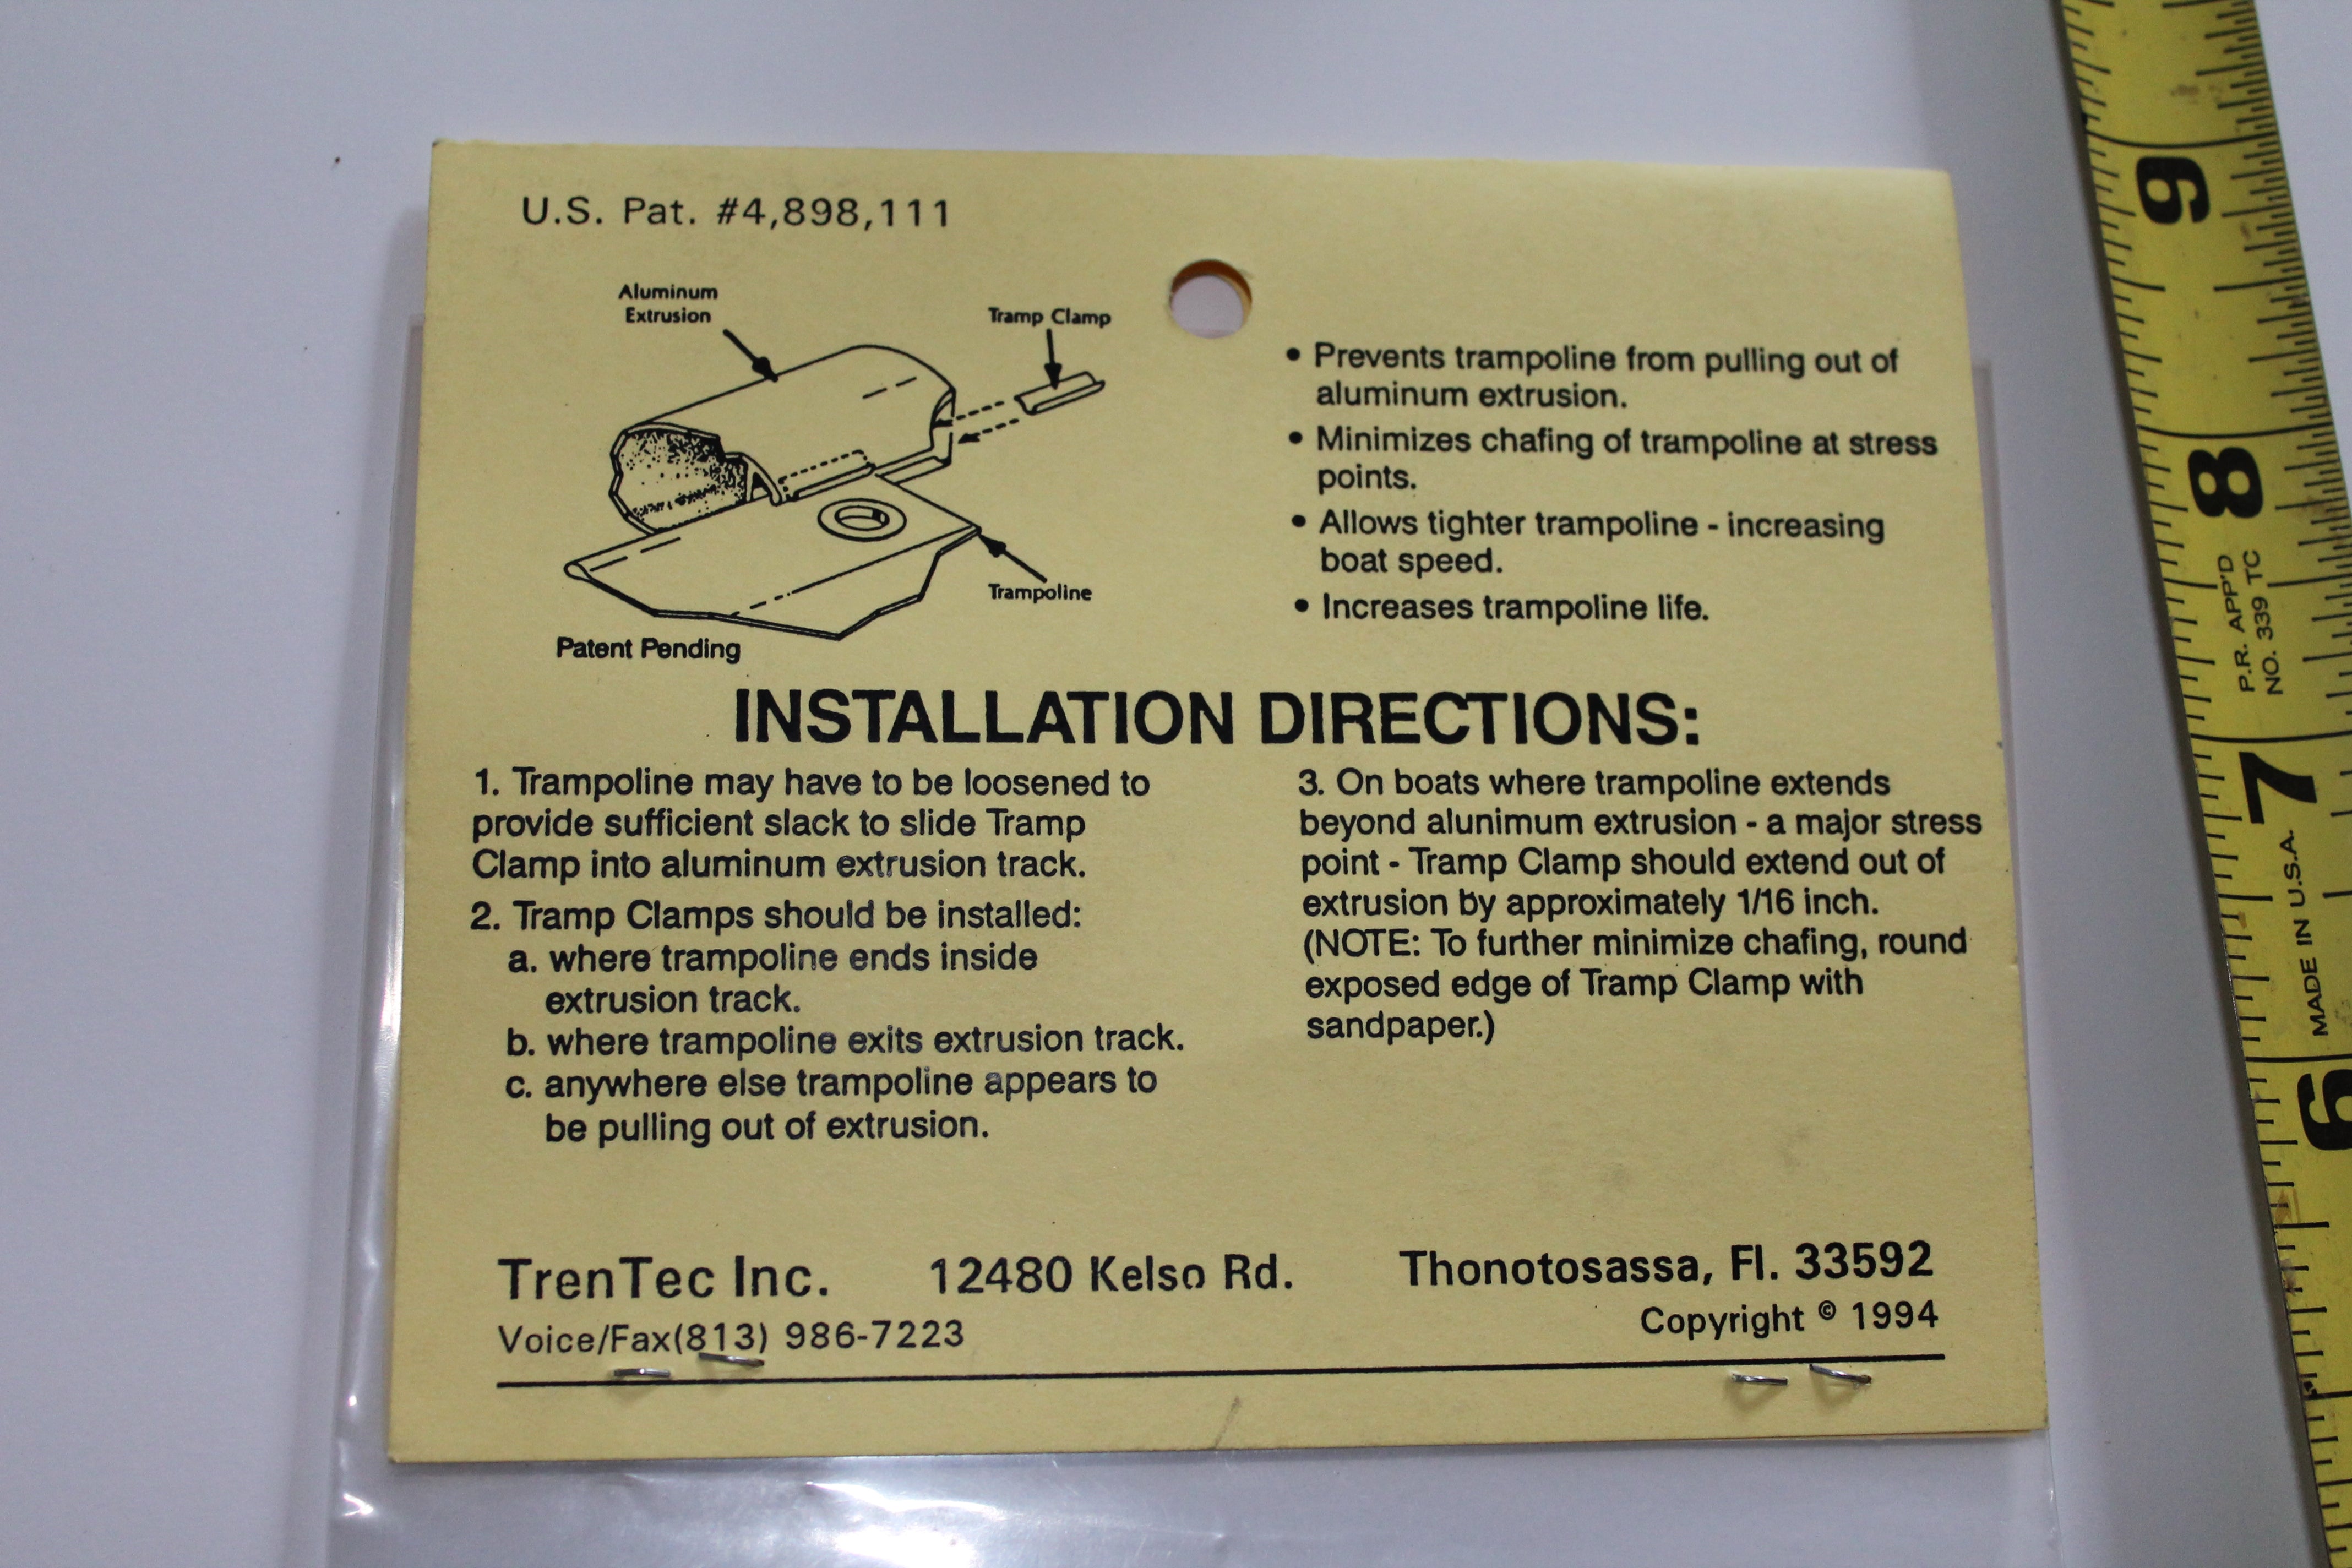 U.S. Pat. #4,898,111
Aluminum
Extrusion
Tramp Clamp
Trampoline
Patent Pending
• Prevents trampoline from pulling out of
aluminum extrusion.
• Minimizes chafing of trampoline at stress
points.
• Allows tighter trampoline - increasing
boat speed.
• Increases trampoline life.
INSTALLATION DIRECTIONS:
1. Trampoline may have to be loosened to
provide sufficient slack to slide Tramp
Clamp into aluminum extrusion track.
2. Tramp Clamps should be installed:
a. where trampoline ends inside
extrusion track.
b. where trampoline exits extrusion track.
c. anywhere else trampoline appears to
be pulling out of extrusion.
3. On boats where trampoline extends
beyond alunimum extrusion - a major stress
point - Tramp Clamp should extend out of
extrusion by approximately 1/16 inch.
(NOTE: To further minimize chafing, round
exposed edge of Tramp Clamp with
sandpaper.)
TrenTec Inc. 12480 Kelso Rd. Thonotosassa, Fl. 33592
Voice/Fax(813) 986-7223
Copyright © 1994
9
8
P.R. APP'D
NO. 339 TC
7
MADE IN U.S.A.
6